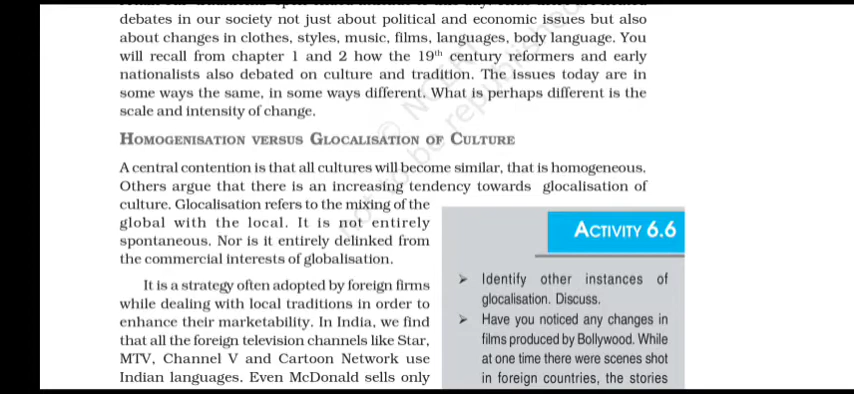 debates in our society not just about political and economic issues but also
about changes in clothes, styles, music, films, languages, body language. You
will recall from chapter 1 and 2 how the 19th century reformers and early
nationalists also debated on culture and tradition. The issues today are in
some ways the same, in some ways different. What is perhaps different is the
scale and intensity of change.
HOMOGENISATION VERSUS GLOCALISATION OF CULTURE
A central contention is that all cultures will become similar, that is homogeneous.
Others argue that there is an increasing tendency towards glocalisation of
culture. Glocalisation refers to the mixing of the
global with the local. It is not entirely
spontaneous. Nor is it entirely delinked from
the commercial interests of globalisation.
It is a strategy often adopted by foreign firms
while dealing with local traditions in order to
enhance their marketability. In India, we find
that all the foreign television channels like Star,
MTV, Channel V and Cartoon Network use
Indian languages. Even McDonald sells only
ACTIVITY 6.6
➢ Identify other instances of
glocalisation. Discuss.
➢ Have you noticed any changes in
films produced by Bollywood. While
at one time there were scenes shot
in foreign countries, the stories